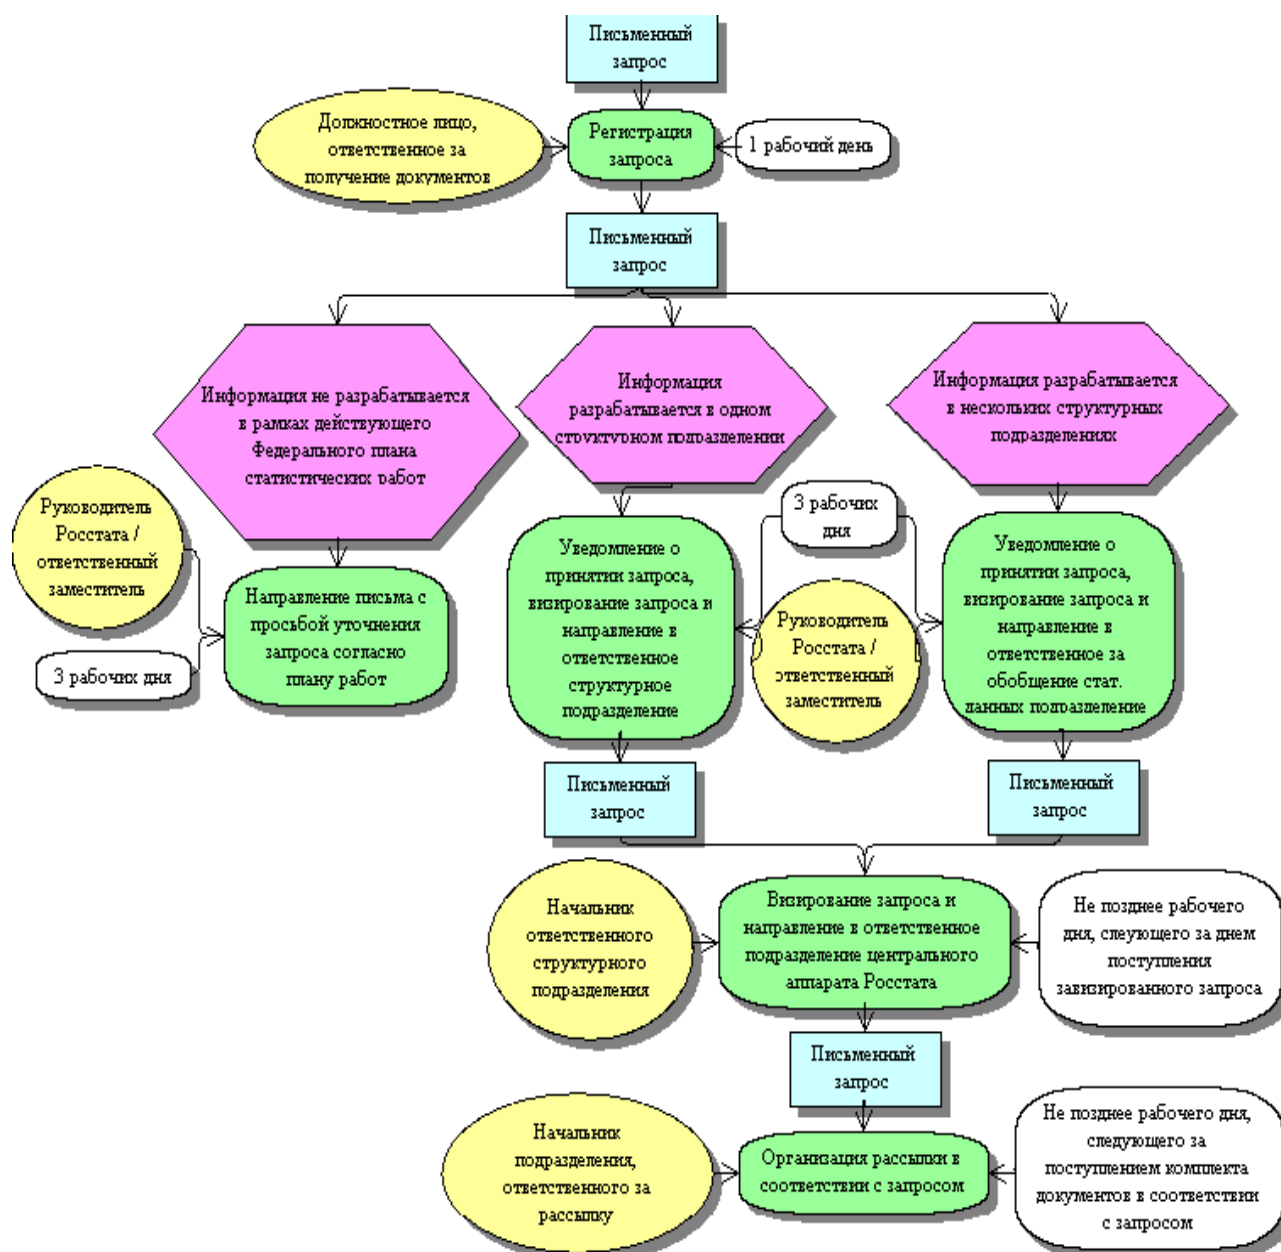 Письменный
запрос
Должностное лицо,
ответственное за
получение документов
Регистрация
запроса
1 рабочий день
Письменный
запрос
Информация не разрабатывается
в рамках действующего
Федерального плана
статистических работ
Информация
разрабатывается в одном
структурном подразделении
Информация разрабатывается
в нескольких структурных
подразделениях
Руководитель
Росстата /
ответственный
заместитель
3 рабочих дня
Направление письма с
просьбой уточнения
запроса согласно
плану работ
Уведомление о
принятии запроса,
визирование запроса и
направление в
ответственное
структурное
подразделение
3 рабочих
дня
Руководитель
Росстата /
ответственный
заместитель
Уведомление о
принятии запроса,
визирование запроса и
направление в
ответственное за
обобщение стат.
данных подразделение
Письменный
запрос
Письменный
запрос
Начальник
ответственного
структурного
подразделения
Визирование запроса и
направление в ответственное
подразделение центрального
аппарата Росстата
Не позднее рабочего
дня, слеующего за днем
поступления
завизированного запроса
Письменный
запрос
Начальник
подразделения,
ответственного за
рассылку
Организация рассылки в
соответствии с запросом
Не позднее рабочего дня,
следующего за
поступлением комплекта
документов в соответствии
с запросом